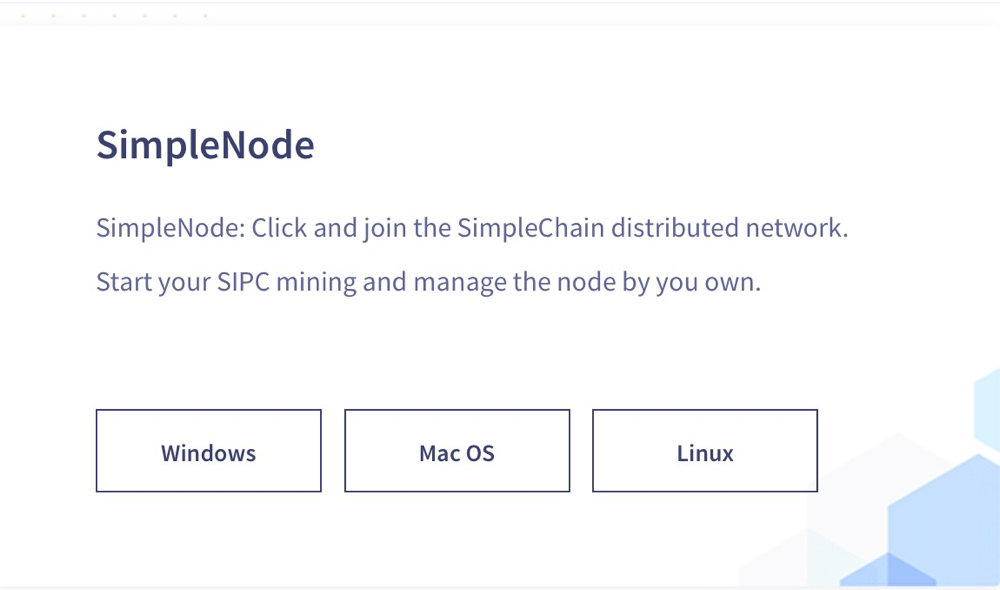 SimpleNode
SimpleNode: Click and join the SimpleChain distributed network.
Start your SIPC mining and manage the node by you own.
Windows
Mac OS
Linux